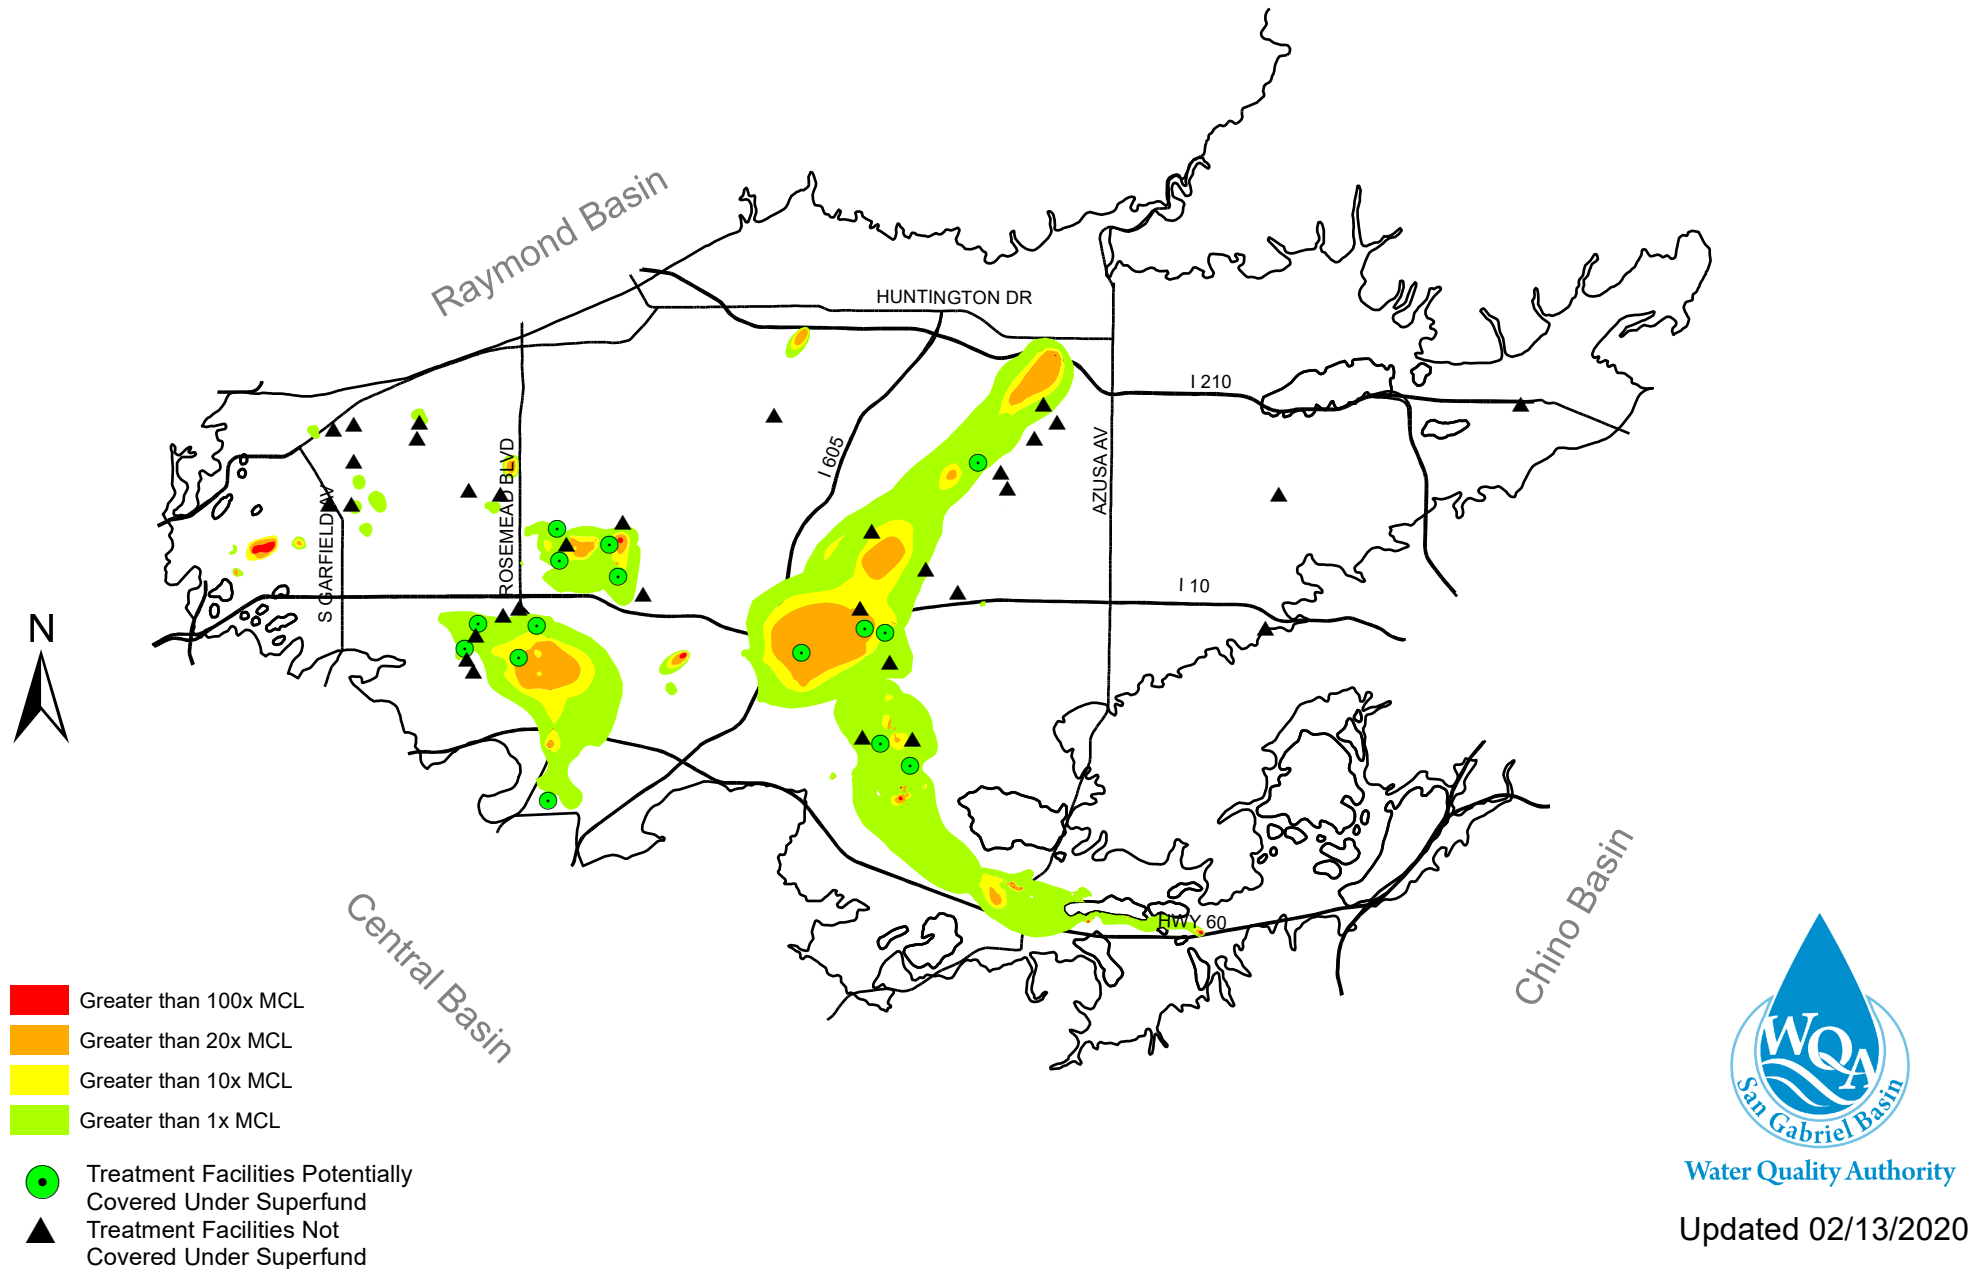 Raymond Basin
HUNTINGTON DR
I 210
I 605
AZUSA AV
ROSEMEAD BLVD
S GARFIELD AV
I 10
N
HWY 60
Central Basin
Chino Basin
Greater than 100x MCL
Greater than 20x MCL
Greater than 10x MCL
Greater than 1x MCL
Treatment Facilities Potentially
Covered Under Superfund
Treatment Facilities Not
Covered Under Superfund
WQA
San Gabriel Basin
Water Quality Authority
Updated 02/13/2020